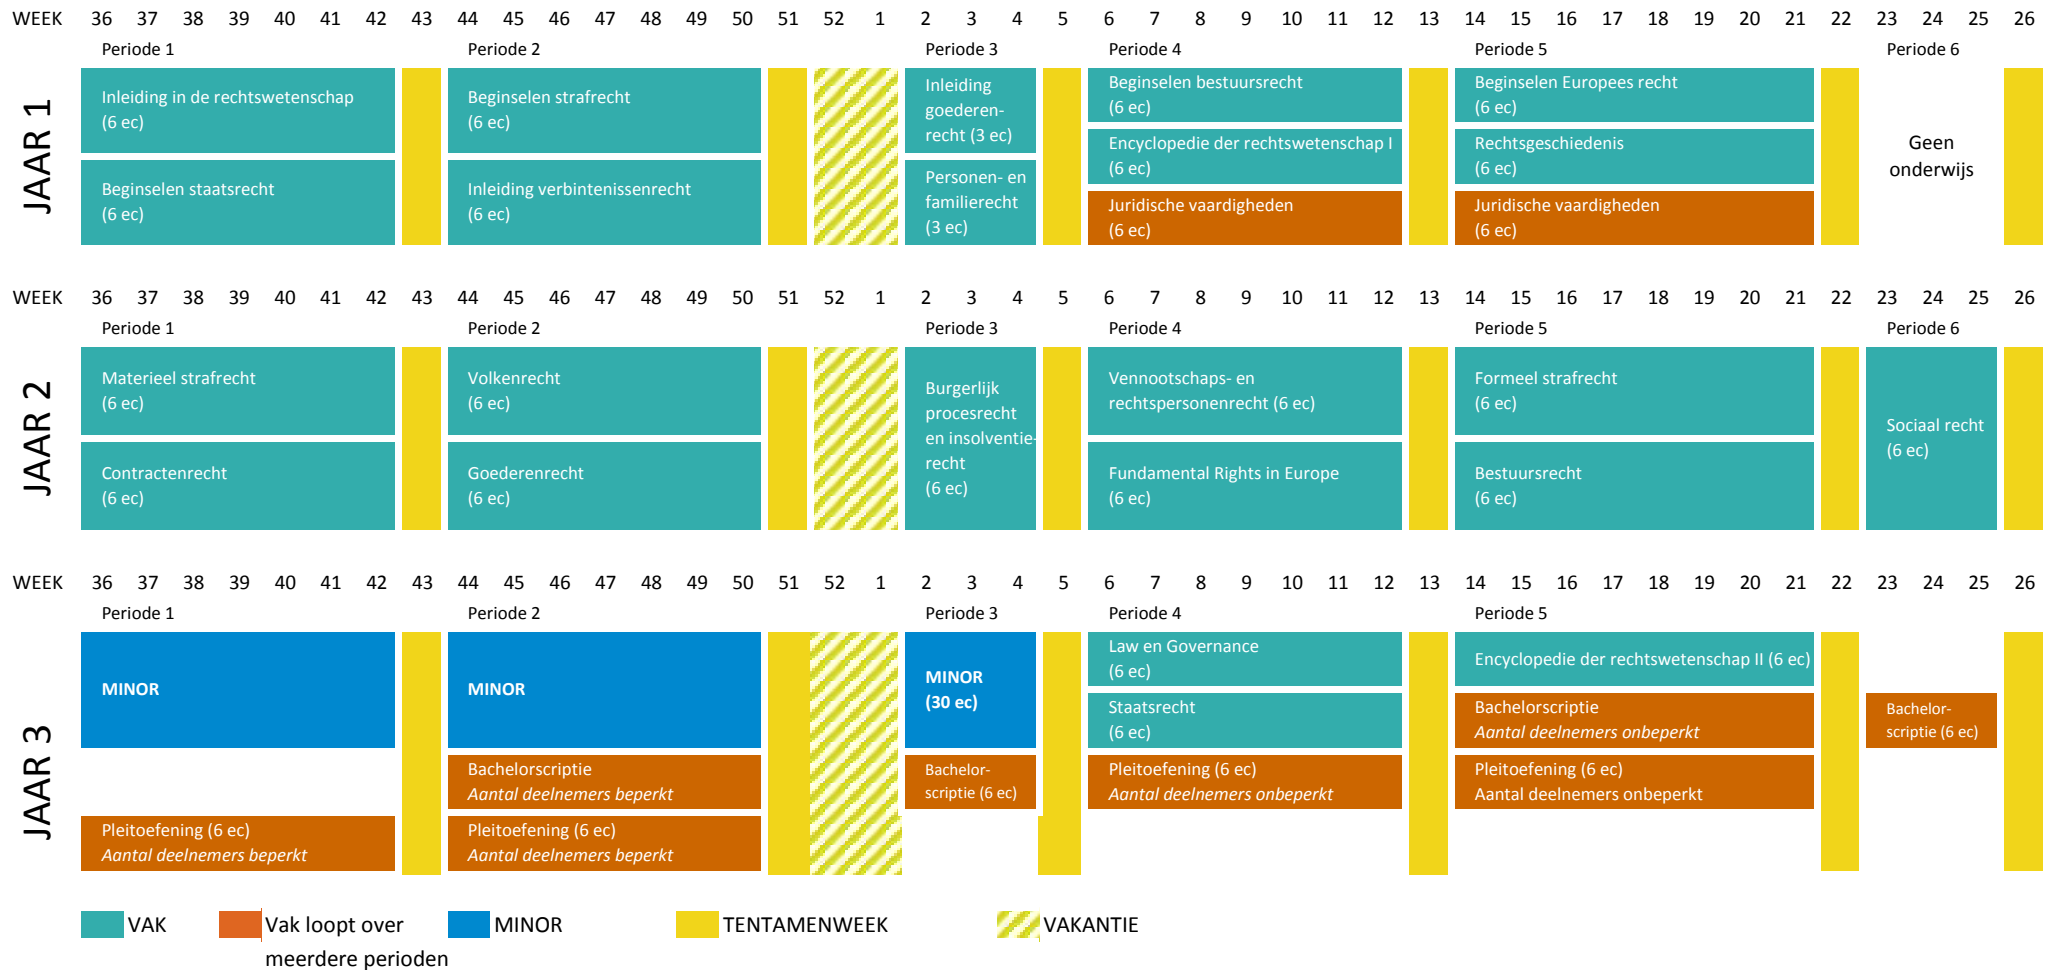 WEEK 36 37 38 39 40 41 42 43 44 45 46 47 48 49 50 51 52 1 2 3 4 5 6 7 8 9 10 11 12 13 14 15 16 17 18 19 20 21 22 23 24 25 26
Periode 1 Periode 2 Periode 3 Periode 4 Periode 5 Periode 6
JAAR 1
Inleiding in de rechtswetenschap
(6 ec)
Beginselen staatsrecht
(6 ec)
Beginselen strafrecht
(6 ec)
Inleiding verbintenissenrecht
(6 ec)
Inleiding
goederen-
recht (3 ec)
Personen- en
familierecht
(3 ec)
Beginselen bestuursrecht
(6 ec)
Encyclopedie der rechtswetenschap I
(6 ec)
Juridische vaardigheden
(6 ec)
Beginselen Europees recht
(6 ec)
Rechtsgeschiedenis
(6 ec)
Juridische vaardigheden
(6 ec)
Geen
onderwijs
WEEK 36 37 38 39 40 41 42 43 44 45 46 47 48 49 50 51 52 1 2 3 4 5 6 7 8 9 10 11 12 13 14 15 16 17 18 19 20 21 22 23 24 25 26
Periode 1 Periode 2 Periode 3 Periode 4 Periode 5 Periode 6
JAAR 2
Materieel strafrecht
(6 ec)
Contractenrecht
(6 ec)
Volkenrecht
(6 ec)
Goederenrecht
(6 ec)
Burgerlijk
procesrecht
en insolventie-
recht
(6 ec)
Vennootschaps- en
rechtspersonenrecht (6 ec)
Fundamental Rights in Europe
(6 ec)
Formeel strafrecht
(6 ec)
Bestuursrecht
(6 ec)
Sociaal recht
(6 ec)
WEEK 36 37 38 39 40 41 42 43 44 45 46 47 48 49 50 51 52 1 2 3 4 5 6 7 8 9 10 11 12 13 14 15 16 17 18 19 20 21 22 23 24 25 26
Periode 1 Periode 2 Periode 3 Periode 4 Periode 5
JAAR 3
MINOR
Pleitoefening (6 ec)
Aantal deelnemers beperkt
MINOR
Bachelorscriptie
Aantal deelnemers beperkt
Pleitoefening (6 ec)
Aantal deelnemers beperkt
MINOR
(30 ec)
Bachelor-
scriptie (6 ec)
Law en Governance
(6 ec)
Staatsrecht
(6 ec)
Pleitoefening (6 ec)
Aantal deelnemers onbeperkt
Encyclopedie der rechtswetenschap II (6 ec)
Bachelorscriptie
Aantal deelnemers onbeperkt
Pleitoefening (6 ec)
Aantal deelnemers onbeperkt
Bachelor-
scriptie (6 ec)
VAK
Vak loopt over
meerdere perioden
MINOR
TENTAMENWEEK
VAKANTIE